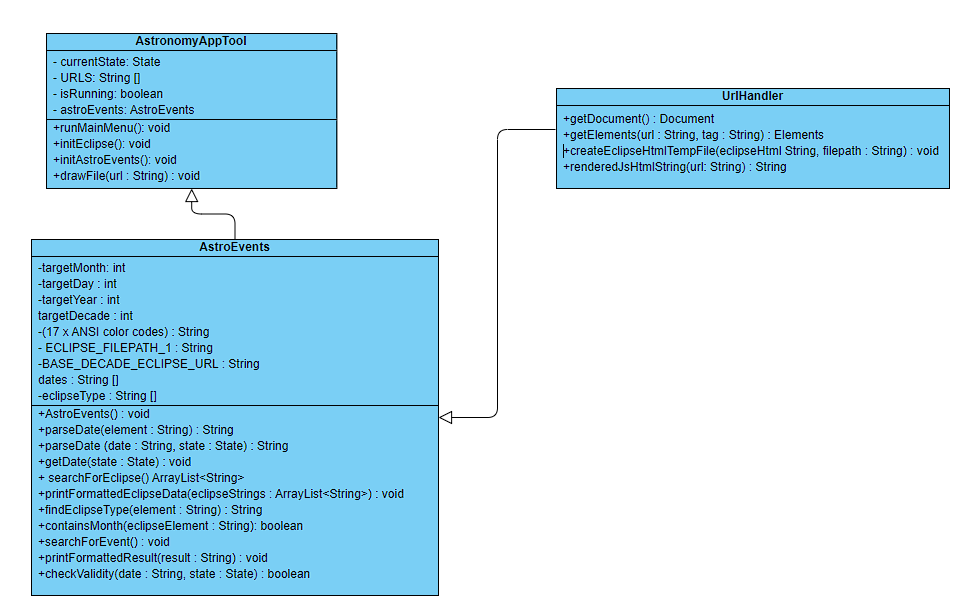 AstronomyAppTool
- currentState: State
- URLS: String []
- isRunning: boolean
- astroEvents: AstroEvents
+runMainMenu(): void
+initEclipse(): void
+initAstroEvents(): void
+drawFile(url : String) : void
UrlHandler
+getDocument() : Document
+getElements(url : String, tag : String) : Elements
+createEclipseHtmlTempFile(eclipseHtml String, filepath : String) : void
+renderedJsHtmlString(url: String) : String
AstroEvents
-targetMonth: int
-targetDay : int
-targetYear : int
targetDecade : int
-(17 x ANSI color codes) : String
- ECLIPSE_FILEPATH_1 : String
-BASE_DECADE_ECLIPSE_URL : String
dates : String []
-eclipseType : String []
+AstroEvents() : void
+parseDate(element : String) : String
+parseDate (date : String, state : State) : String
+getDate(state : State) : void
+ searchForEclipse() ArrayList<String>
+printFormattedEclipseData(eclipseStrings : ArrayList<String>) : void
+findEclipseType(element : String) : String
+containsMonth(eclipseElement : String): boolean
+searchForEvent() : void
+printFormattedResult(result : String) : void
+checkValidity(date : String, state : State) : boolean